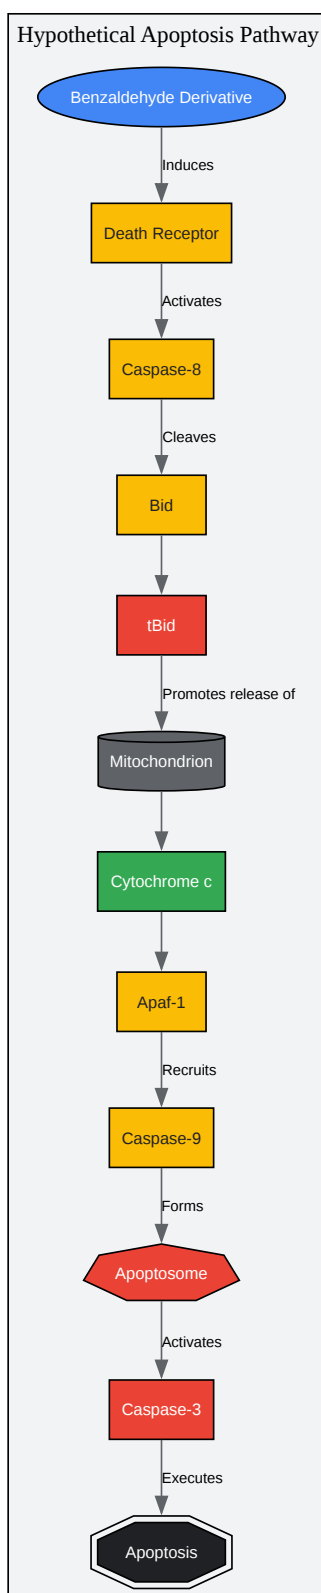 Hypothetical Apoptosis Pathway
Benzaldehyde Derivative
Induces
Death Receptor
Activates
Caspase-8
Cleaves
Bid
tBid
Promotes release of
Mitochondrion
Cytochrome c
Apaf-1
Recruits
Caspase-9
Forms
Apoptosome
Activates
Caspase-3
Executes
Apoptosis